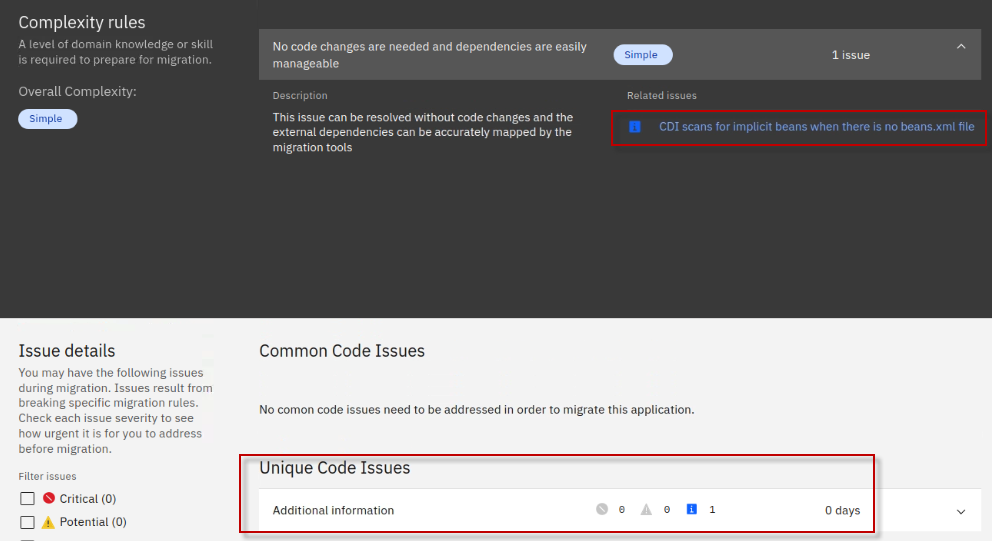 Complexity rules
A level of domain knowledge or skill
is required to prepare for migration.
Overall Complexity:
Simple
No code changes are needed and dependencies are easily
manageable
Simple
1 issue
Description
This issue can be resolved without code changes and the
external dependencies can be accurately mapped by the
migration tools
Related issues
CDI scans for implicit beans when there is no beans.xml file
Issue details
You may have the following issues
during migration. Issues result from
breaking specific migration rules.
Check each issue severity to see
how urgent it is for you to address
before migration.
Filter issues
Critical (0)
Potential (0)
Common Code Issues
No comon code issues need to be addressed in order to migrate this application.
Unique Code Issues
Additional information 0 0 1 0 days